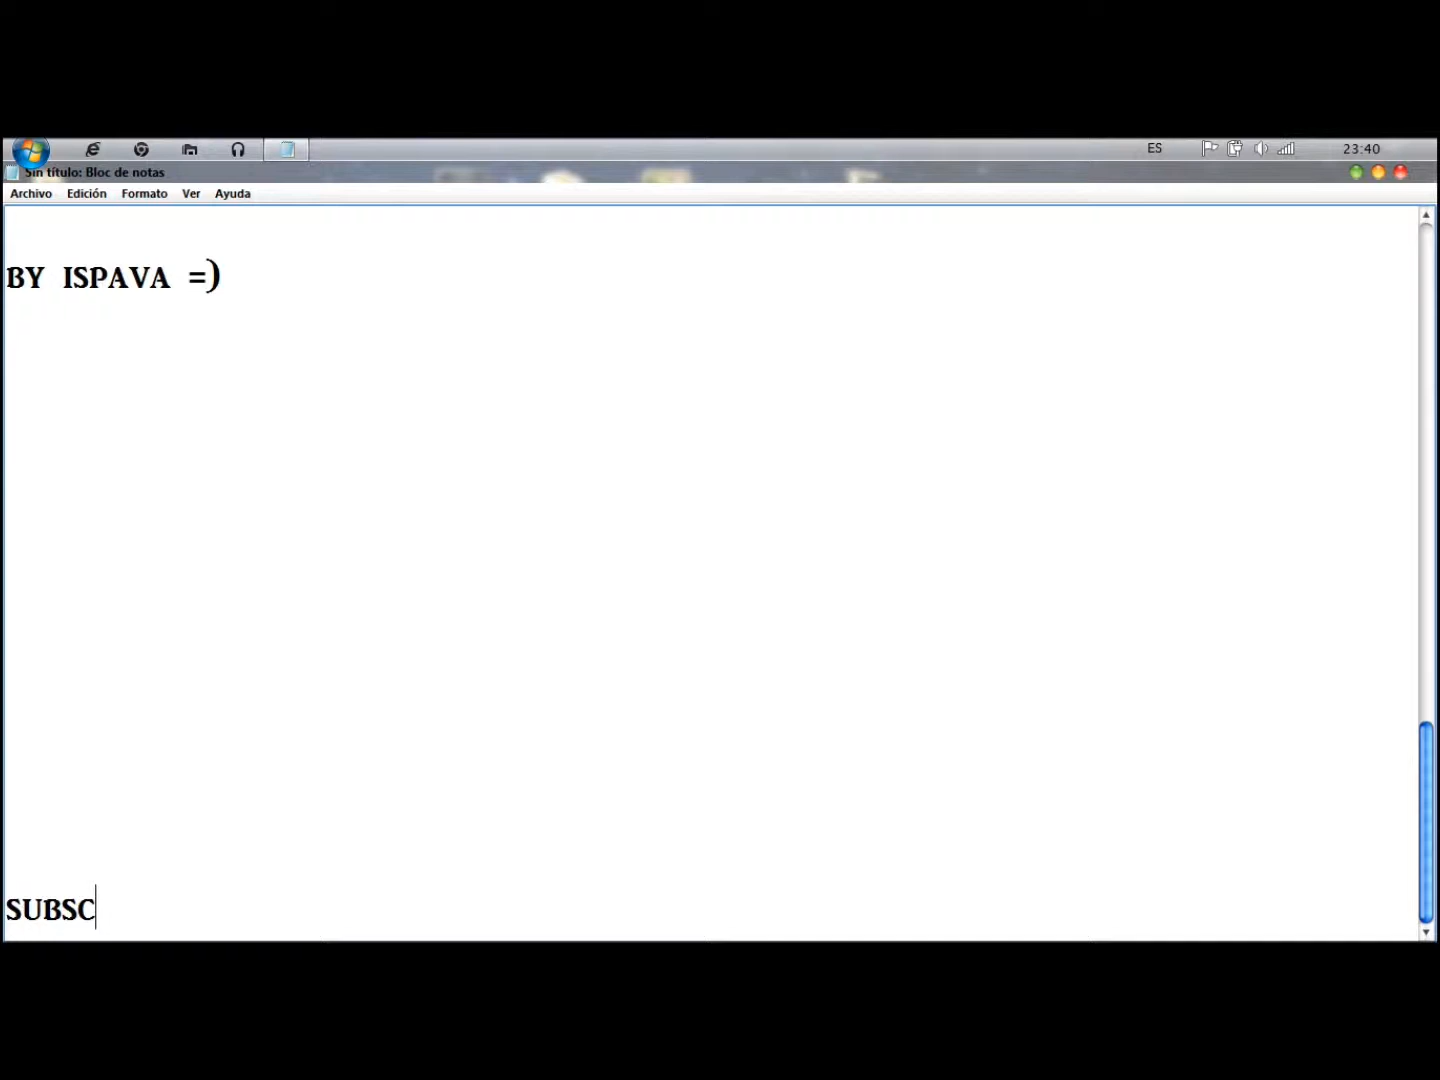 ES
23:40
Sin título: Bloc de notas
Archivo Edición Formato Ver Ayuda
BY ISPAVA =)
SUBSC